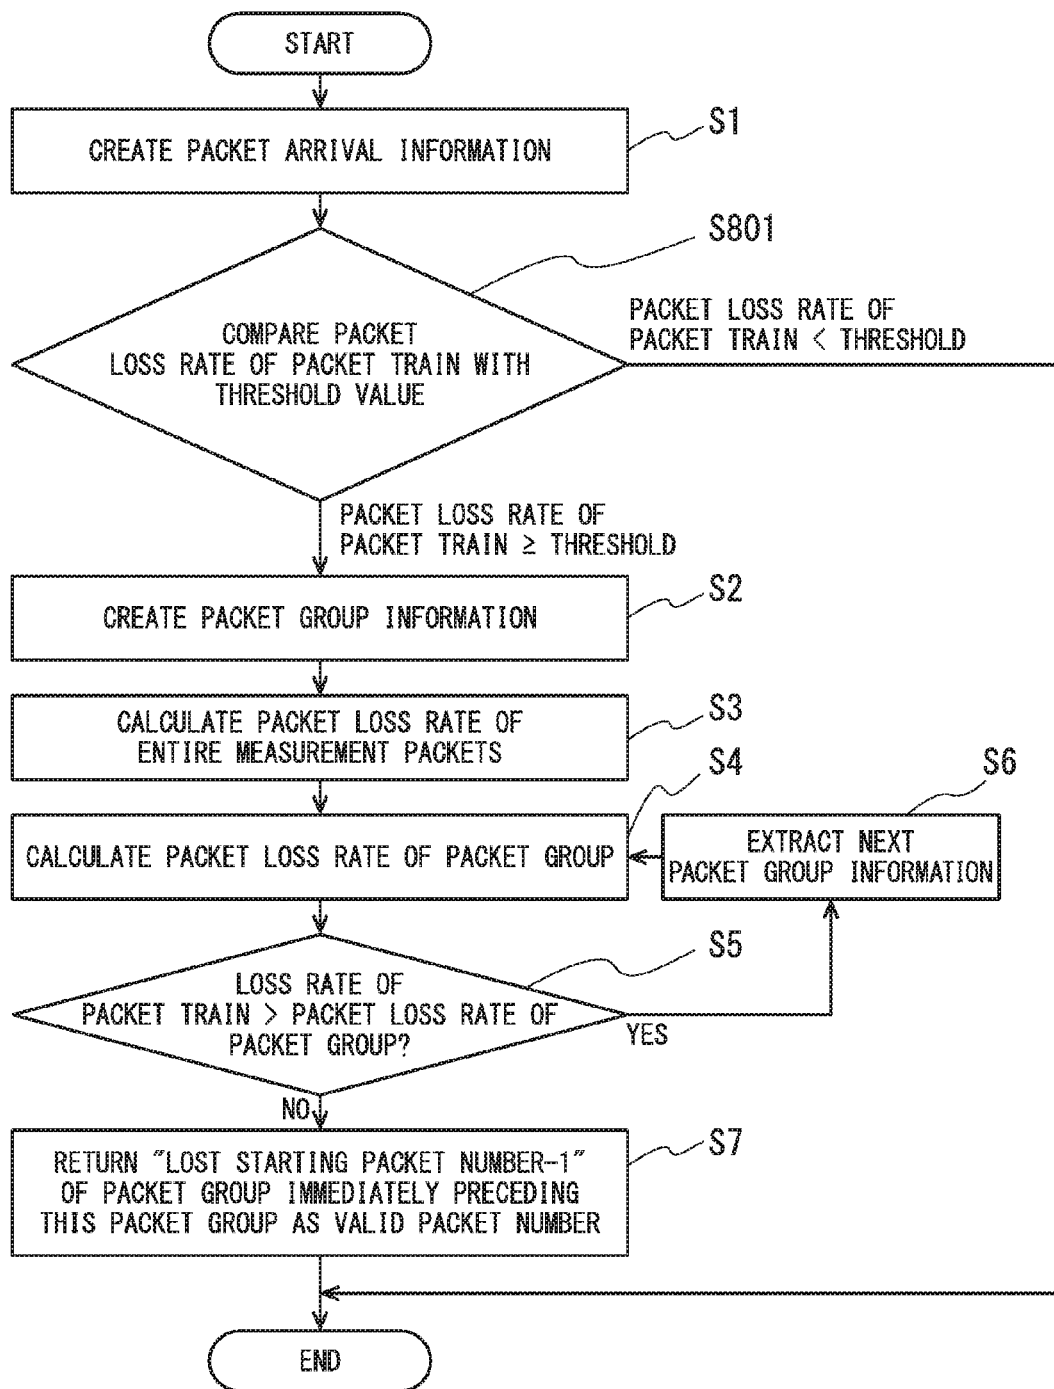 START
CREATE PACKET ARRIVAL INFORMATION
S1
S801
COMPARE PACKET
LOSS RATE OF PACKET TRAIN WITH
THRESHOLD VALUE
PACKET LOSS RATE OF
PACKET TRAIN < THRESHOLD
PACKET LOSS RATE OF
PACKET TRAIN ≥ THRESHOLD
CREATE PACKET GROUP INFORMATION
S2
CALCULATE PACKET LOSS RATE OF
ENTIRE MEASUREMENT PACKETS
S3
CALCULATE PACKET LOSS RATE OF PACKET GROUP
S4
EXTRACT NEXT
PACKET GROUP INFORMATION
S6
LOSS RATE OF
PACKET TRAIN > PACKET LOSS RATE OF
PACKET GROUP?
S5
YES
NO
RETURN "LOST STARTING PACKET NUMBER-1"
OF PACKET GROUP IMMEDIATELY PRECEDING
THIS PACKET GROUP AS VALID PACKET NUMBER
S7
END